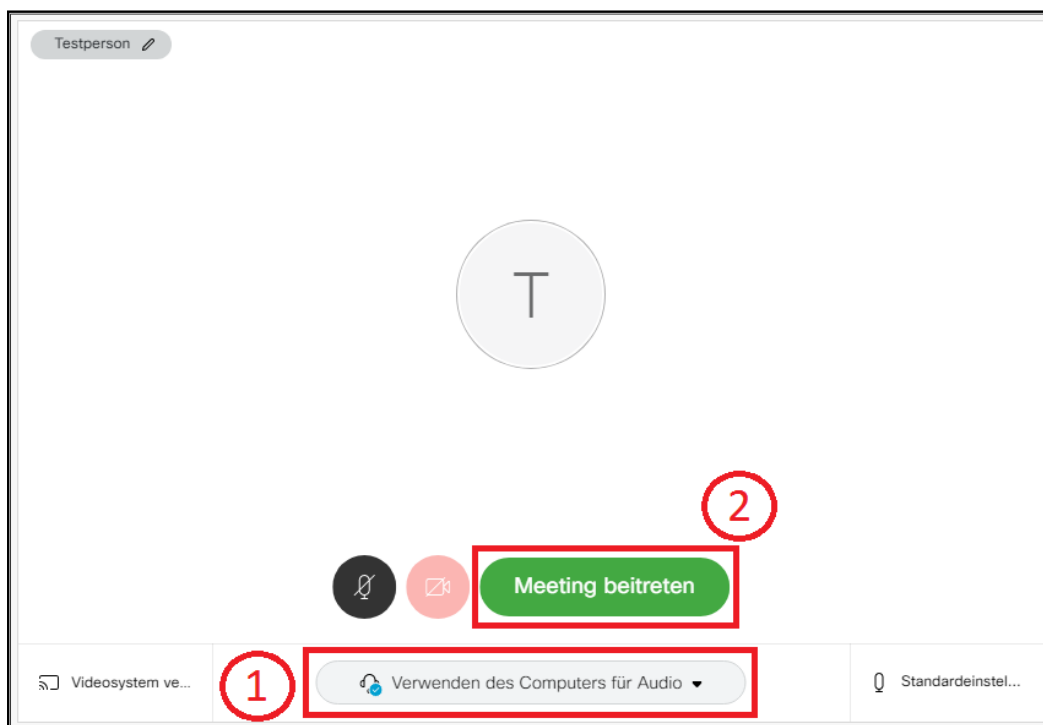 Testperson
T
2
Meeting beitreten
Videosystem ve...
1
Verwenden des Computers für Audio
Standardeinstel...